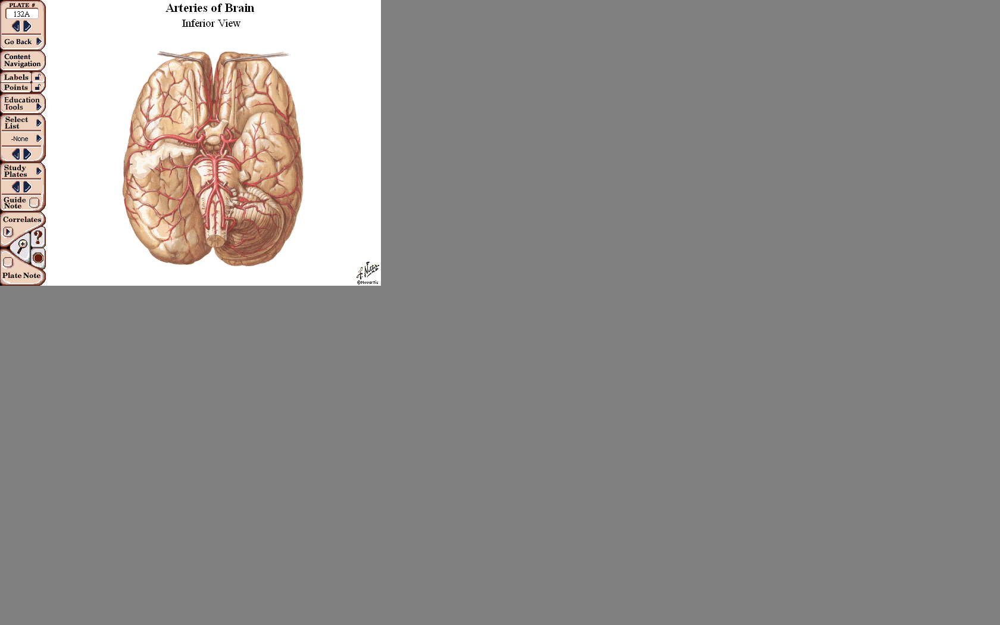 PLATE #
132A
Go Back
Content
Navigation
Labels
Points
Education
Tools
Select
List
-None
Study
Plates
Guide
Note
Correlates
?
Plate Note
Arteries of Brain
Inferior View
F. Netter
©Novartis